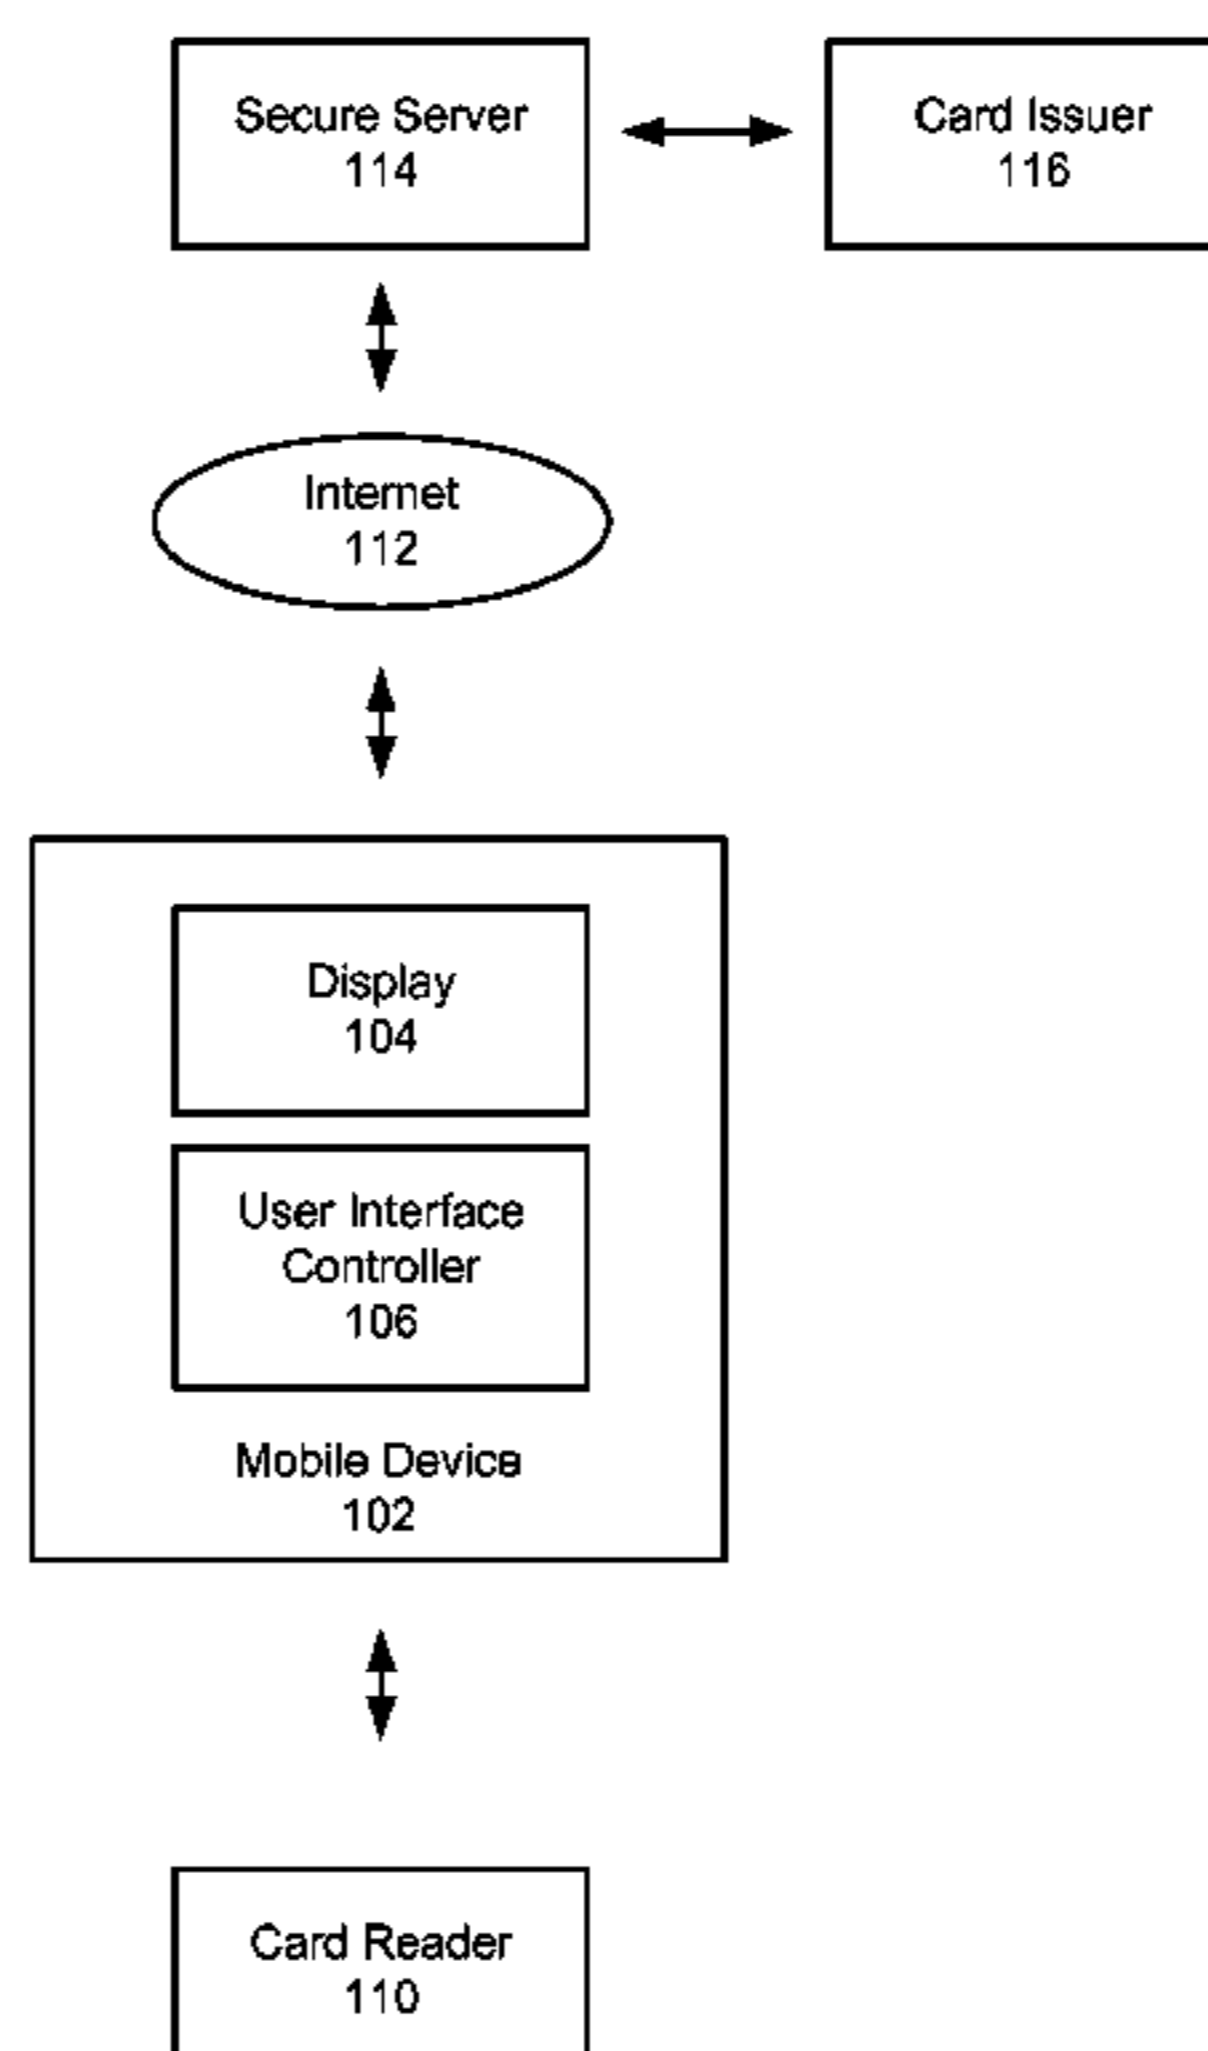 Secure Server
114
Card Issuer
116
Internet
112
Display
104
User Interface
Controller
106
Mobile Device
102
Card Reader
110